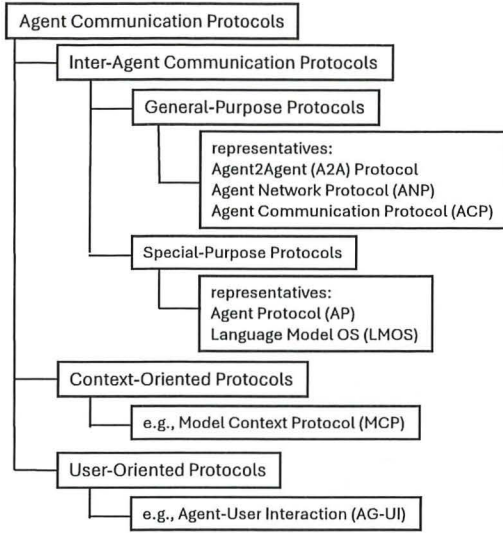 Agent Communication Protocols
Inter-Agent Communication Protocols
General-Purpose Protocols
representatives:
Agent2Agent (A2A) Protocol
Agent Network Protocol (ANP)
Agent Communication Protocol (ACP)
Special-Purpose Protocols
representatives:
Agent Protocol (AP)
Language Model OS (LMOS)
Context-Oriented Protocols
e.g., Model Context Protocol (MCP)
User-Oriented Protocols
e.g., Agent-User Interaction (AG-UI)